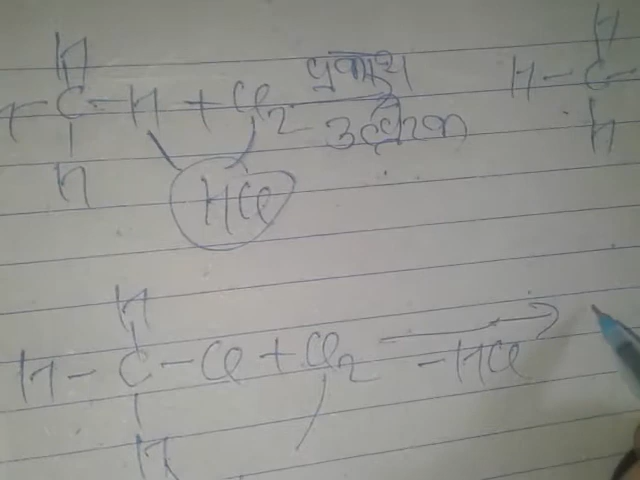 H H
H-C-H + Cl2 प्रकाश H-C-
उत्प्रेरक
H H
HCl
H
H-C-Cl + Cl2 → -HCl
H